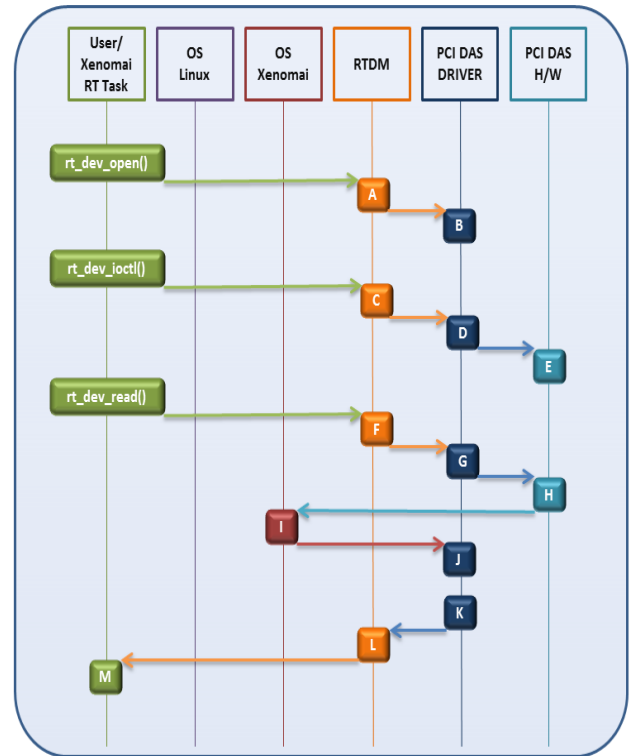 User/
Xenomai
RT Task
OS
Linux
OS
Xenomai
RTDM
PCI DAS
DRIVER
PCI DAS
H/W
rt_dev_open()
A
B
rt_dev_ioctl()
C
D
E
rt_dev_read()
F
G
H
I
J
K
L
M